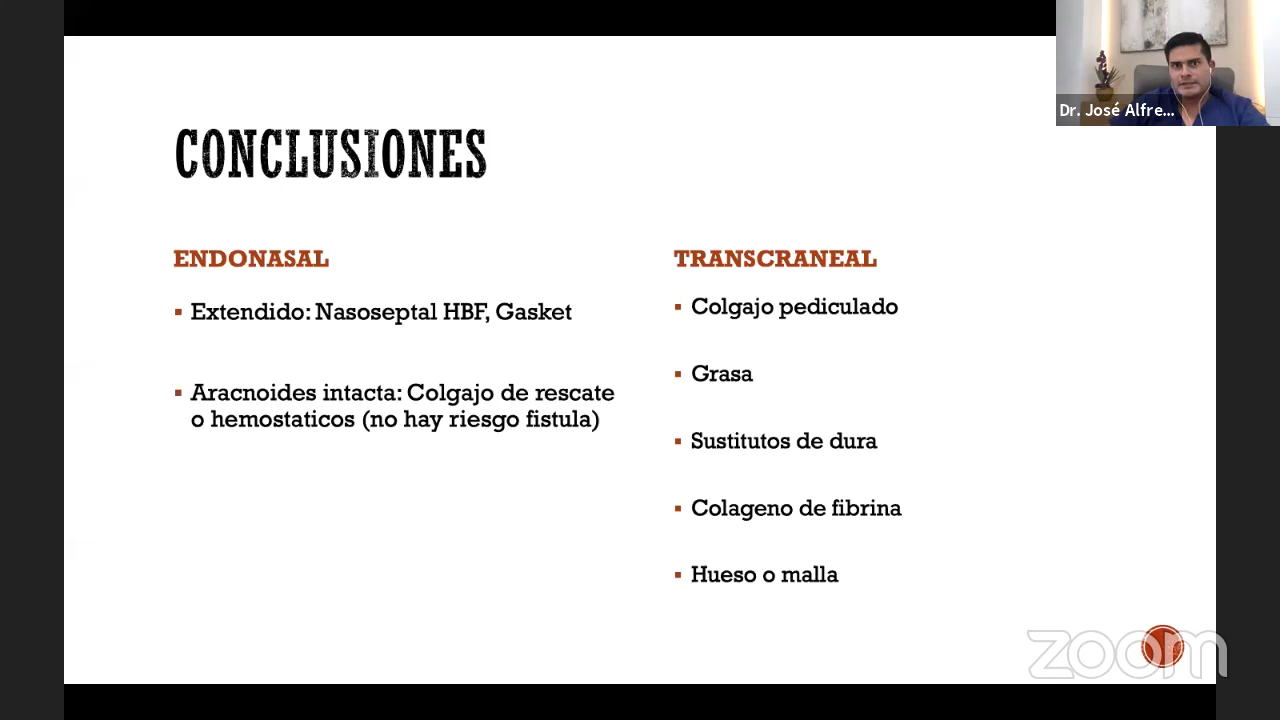 Dr. José Alfre...
CONCLUSIONES
ENDONASAL
▪ Extendido: Nasoseptal HBF, Gasket
▪ Aracnoides intacta: Colgajo de rescate
o hemostaticos (no hay riesgo fistula)
TRANSCRANEAL
▪ Colgajo pediculado
▪ Grasa
▪ Sustitutos de dura
▪ Colageno de fibrina
▪ Hueso o malla
zoom